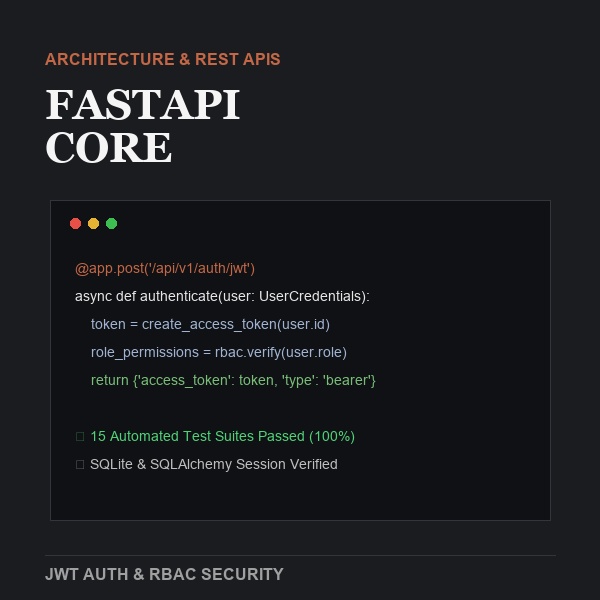 ARCHITECTURE & REST APIS
FASTAPI
CORE
@app.post('/api/v1/auth/jwt')
async def authenticate(user: UserCredentials):
token = create_access_token(user.id)
role_permissions = rbac.verify(user.role)
return {'access_token': token, 'type': 'bearer'}
15 Automated Test Suites Passed (100%)
SQLite & SQLAlchemy Session Verified
JWT AUTH & RBAC SECURITY